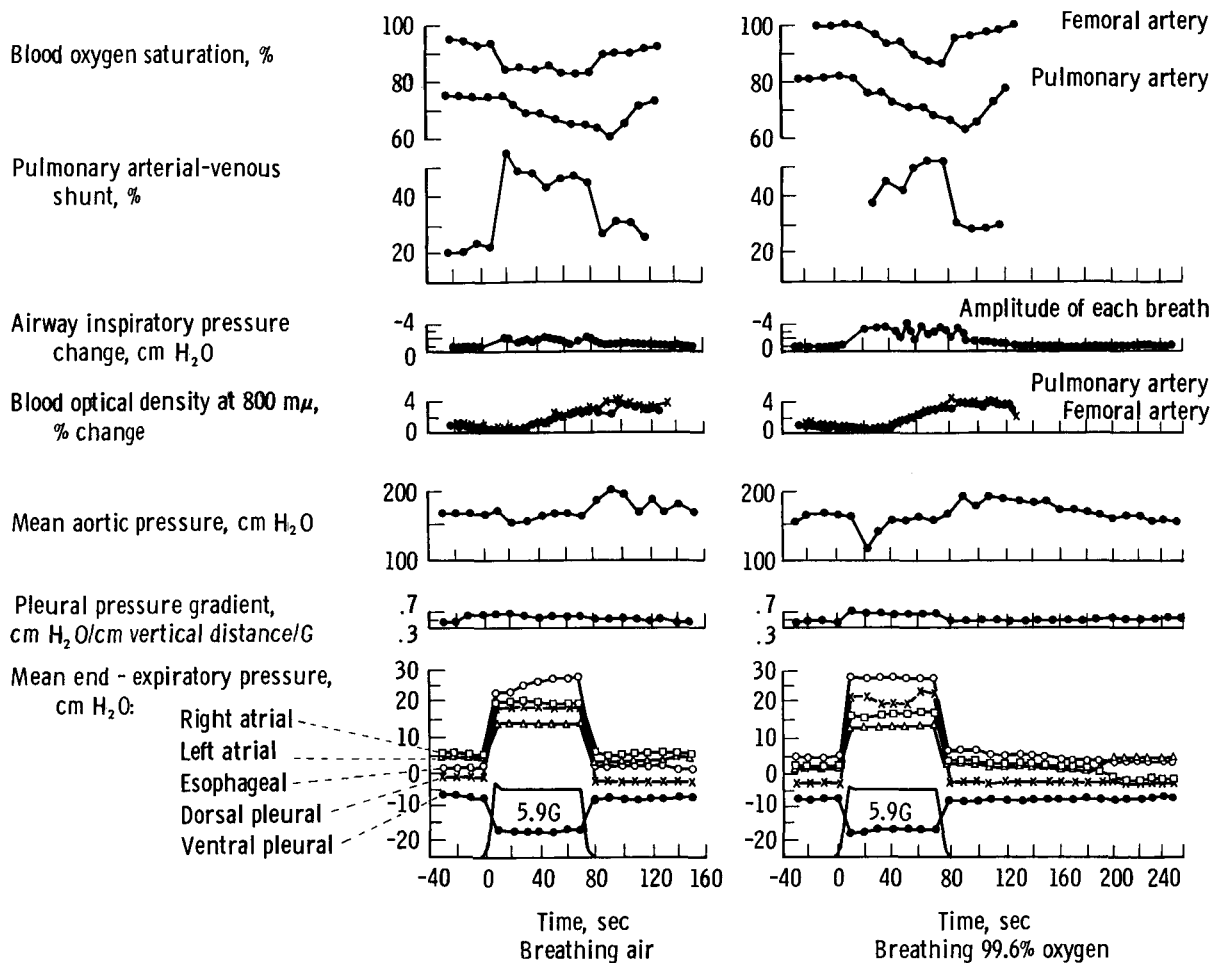 Blood oxygen saturation, %
100
80
60
100
80
60
Femoral artery
Pulmonary artery
Pulmonary arterial-venous
shunt, %
40
20
40
20
Airway inspiratory pressure
change, cm H2O
-4
0
-4
0
Amplitude of each breath
Blood optical density at 800 mμ,
% change
4
0
4
0
Pulmonary artery
Femoral artery
Mean aortic pressure, cm H2O
200
100
200
100
Pleural pressure gradient,
cm H2O/cm vertical distance/G
.7
.3
.7
.3
Mean end - expiratory pressure,
cm H2O:
Right atrial
Left atrial
Esophageal
Dorsal pleural
Ventral pleural
30
20
10
0
-10
-20
30
20
10
0
-10
-20
5.9G
5.9G
-40 0 40 80 120 160
-40 0 40 80 120 160 200 240
Time, sec
Breathing air
Time, sec
Breathing 99.6% oxygen